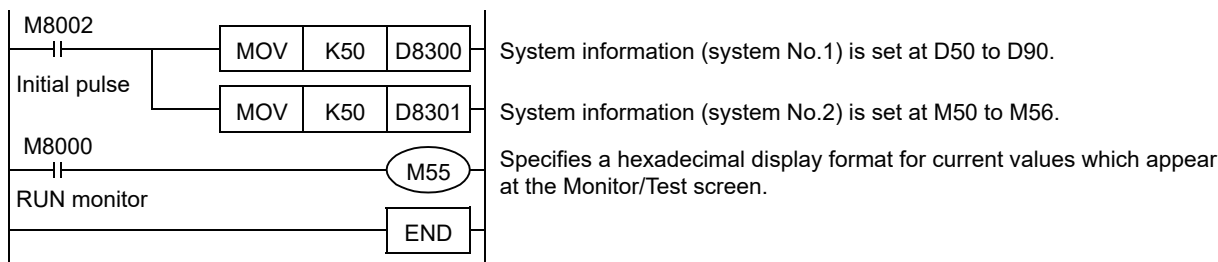 M8002
MOV K50 D8300 System information (system No.1) is set at D50 to D90.
Initial pulse
MOV K50 D8301 System information (system No.2) is set at M50 to M56.
M8000
M55 Specifies a hexadecimal display format for current values which appear
at the Monitor/Test screen.
RUN monitor
END